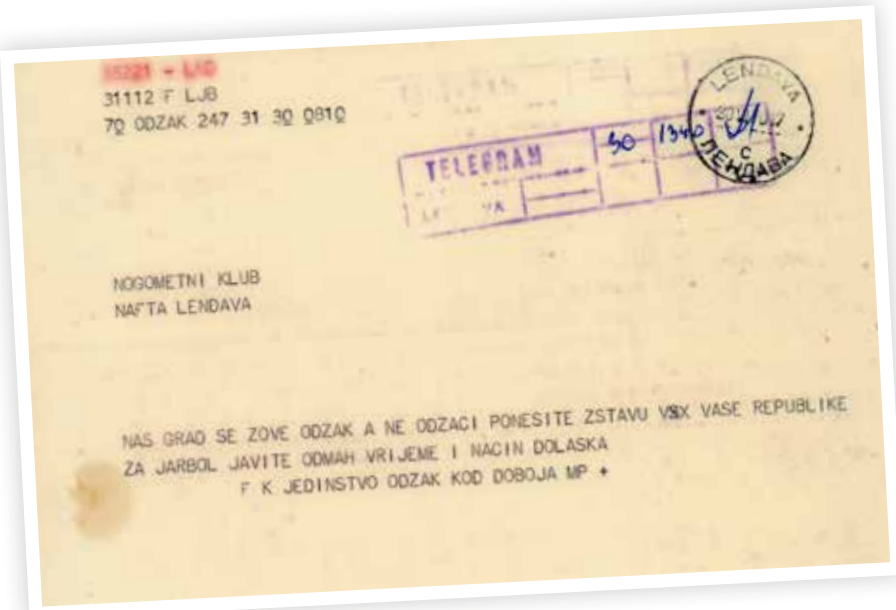 31112 F LJB
70 ODZAK 247 31 30 0810
TELEGRAM
30 1340
LENDAVA
С
ЛЕНДАВА
NOGOMETNI KLUB
NAFTA LENDAVA
NAS GRAD SE ZOVE ODZAK A NE ODZACI PONESITE ZSTAVU VSX VASE REPUBLIKE
ZA JARBOL JAVITE ODMAH VRIJEME I NACIN DOLASKA
F K JEDINSTVO ODZAK KOD DOBOJA MP +